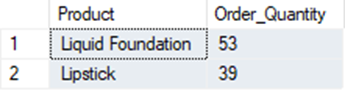 Product Order_Quantity
1 Liquid Foundation 53
2 Lipstick 39